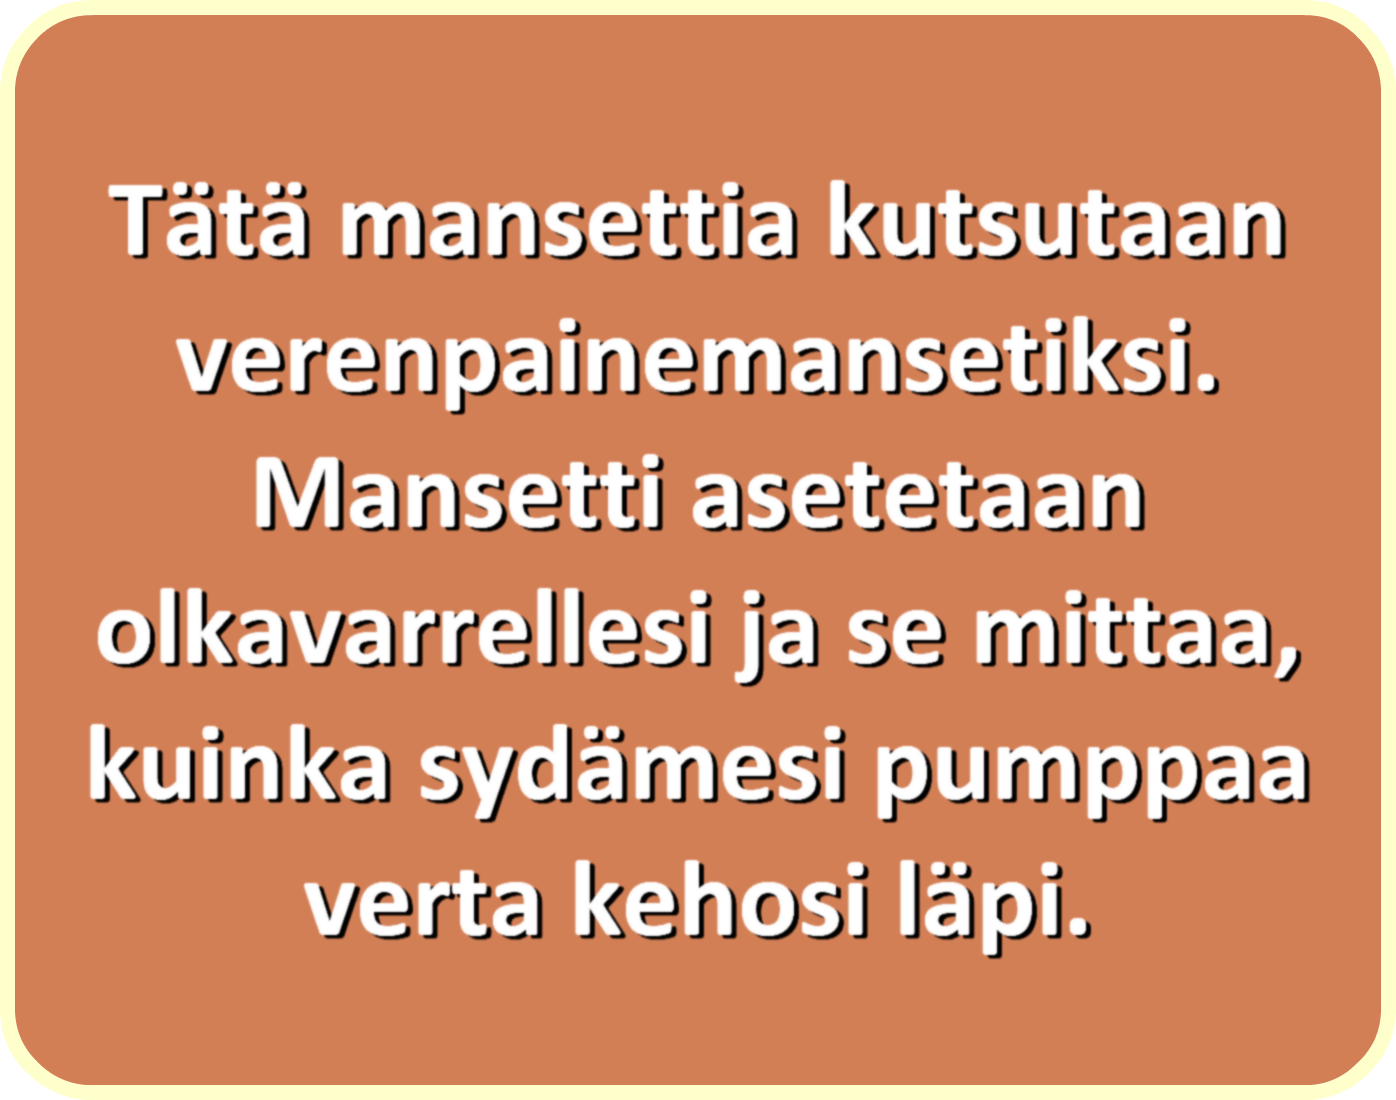 Tätä mansettia kutsutaan
verenpainemansetiksi.
Mansetti asetetaan
olkavarrellesi ja se mittaa,
kuinka sydämesi pumppaa
verta kehosi läpi.